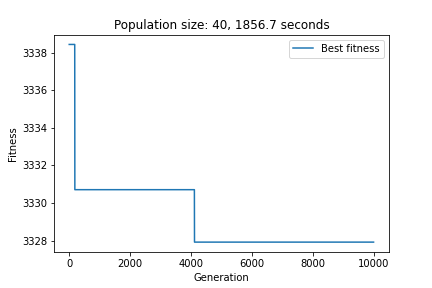 Population size: 40, 1856.7 seconds
Best fitness
3338
3336
3334
3332
3330
3328
Fitness
0 2000 4000 6000 8000 10000
Generation